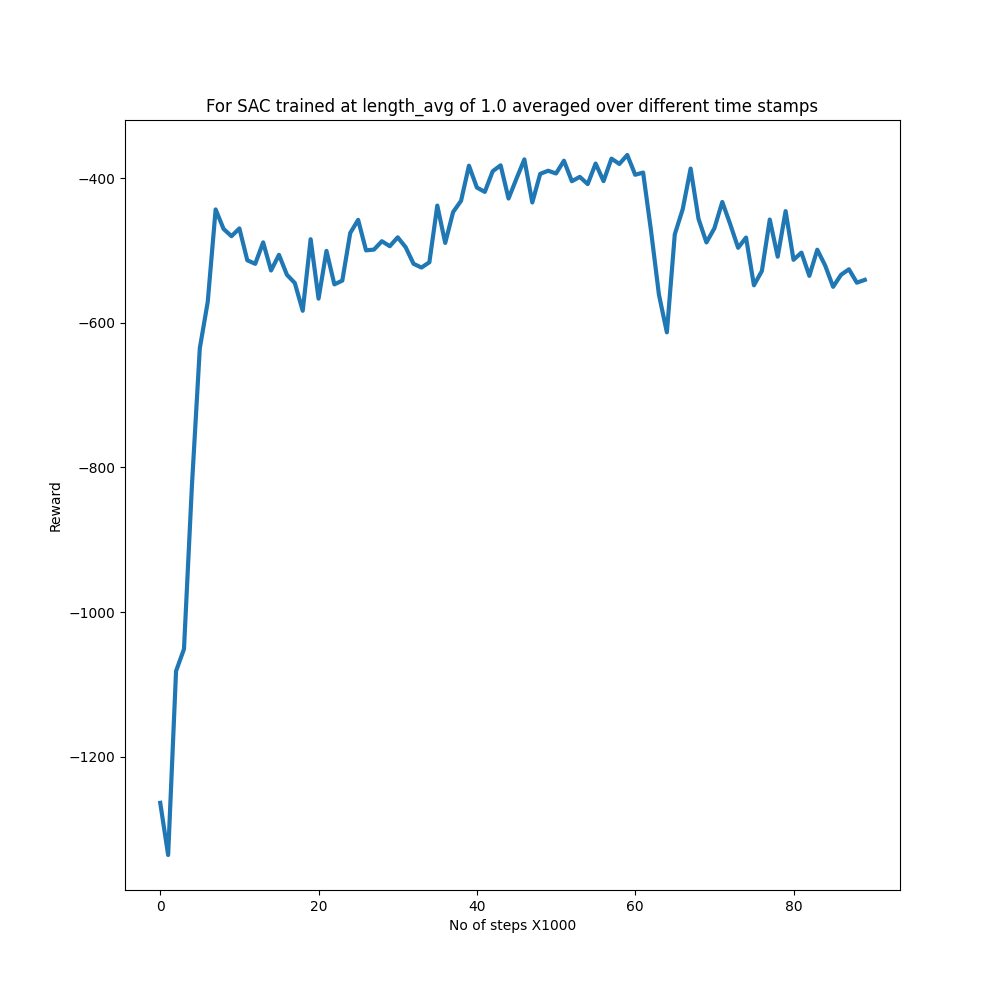 For SAC trained at length_avg of 1.0 averaged over different time stamps
−400
−600
−800
−1000
−1200
Reward
0 20 40 60 80
No of steps X1000